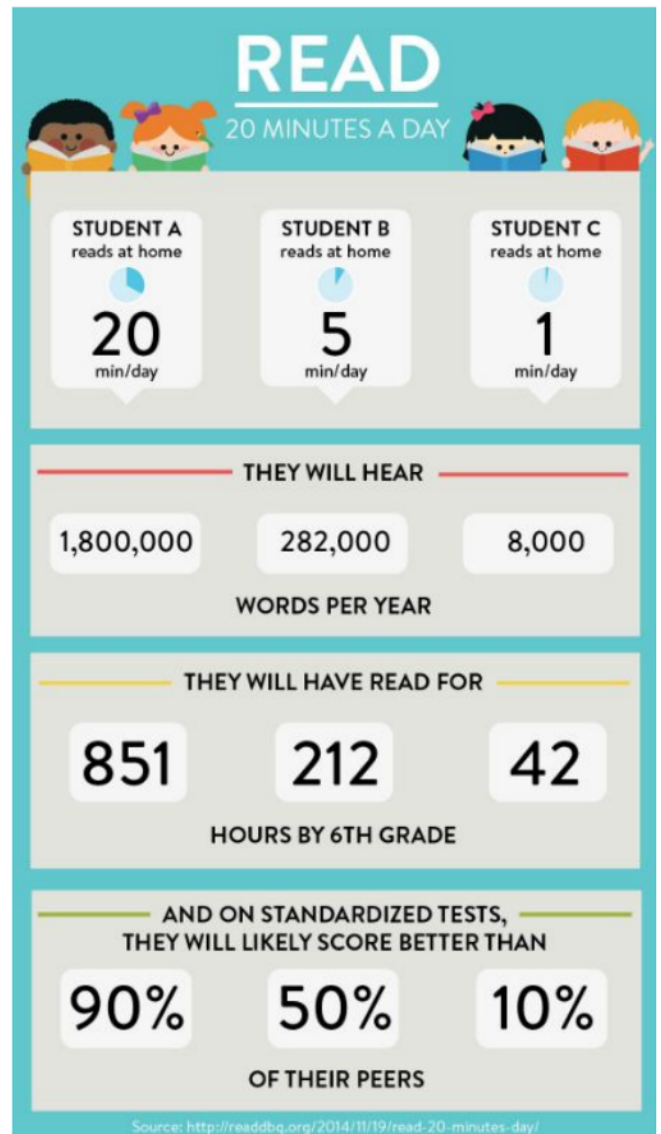 READ
20 MINUTES A DAY
STUDENT A
reads at home
20
min/day
STUDENT B
reads at home
5
min/day
STUDENT C
reads at home
1
min/day
THEY WILL HEAR
1,800,000 282,000 8,000
WORDS PER YEAR
THEY WILL HAVE READ FOR
851 212 42
HOURS BY 6TH GRADE
AND ON STANDARDIZED TESTS,
THEY WILL LIKELY SCORE BETTER THAN
90% 50% 10%
OF THEIR PEERS
Source: http://readdbq.org/2014/11/19/read-20-minutes-day/